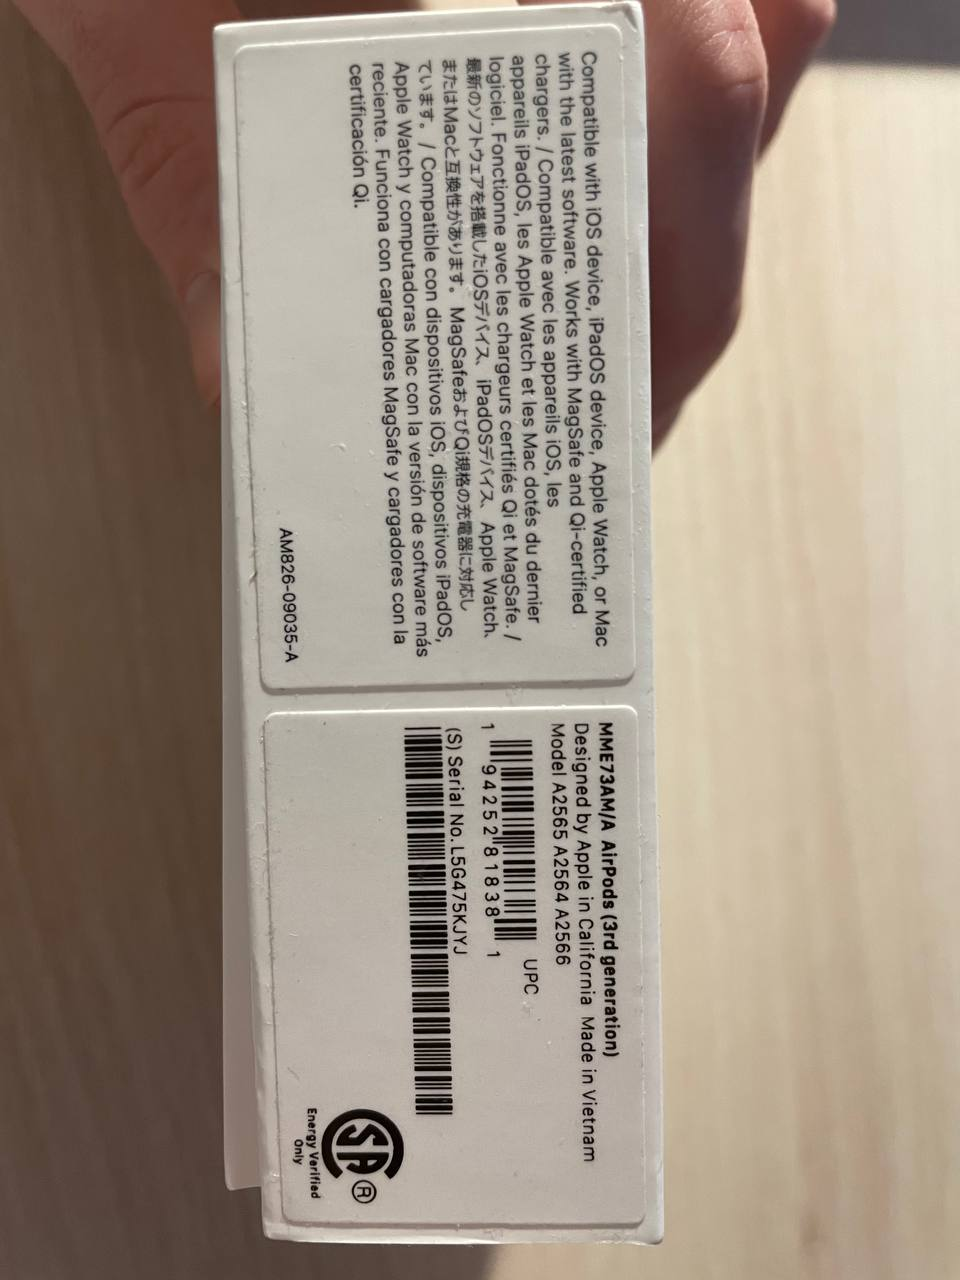 Compatible with iOS device, iPadOS device, Apple Watch, or Mac
with the latest software. Works with MagSafe and Qi-certified
chargers. / Compatible avec les appareils iOS, les
appareils iPadOS, les Apple Watch et les Mac dotés du dernier
logiciel. Fonctionne avec les chargeurs certifiés Qi et MagSafe. /
最新のソフトウェアを搭載したiOSデバイス、iPadOSデバイス、Apple Watch、
またはMacと互換性があります。MagSafeおよびQi規格の充電器に対応し
ています。 / Compatible con dispositivos iOS, dispositivos iPadOS,
Apple Watch y computadoras Mac con la versión de software más
reciente. Funciona con cargadores MagSafe y cargadores con la
certificación Qi.
AM826-09035-A
MME73AM/A AirPods (3rd generation)
Designed by Apple in California Made in Vietnam
Model A2565 A2564 A2566
UPC
1 94252 81838 1
(S) Serial No. L5G475KJYJ
SA ®
Energy Verified
Only